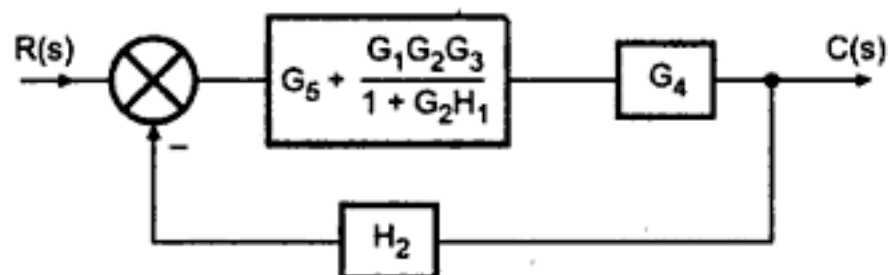 R(s)
G₅ + G₁G₂G₃
1 + G₂H₁
G₄
C(s)
−
H₂